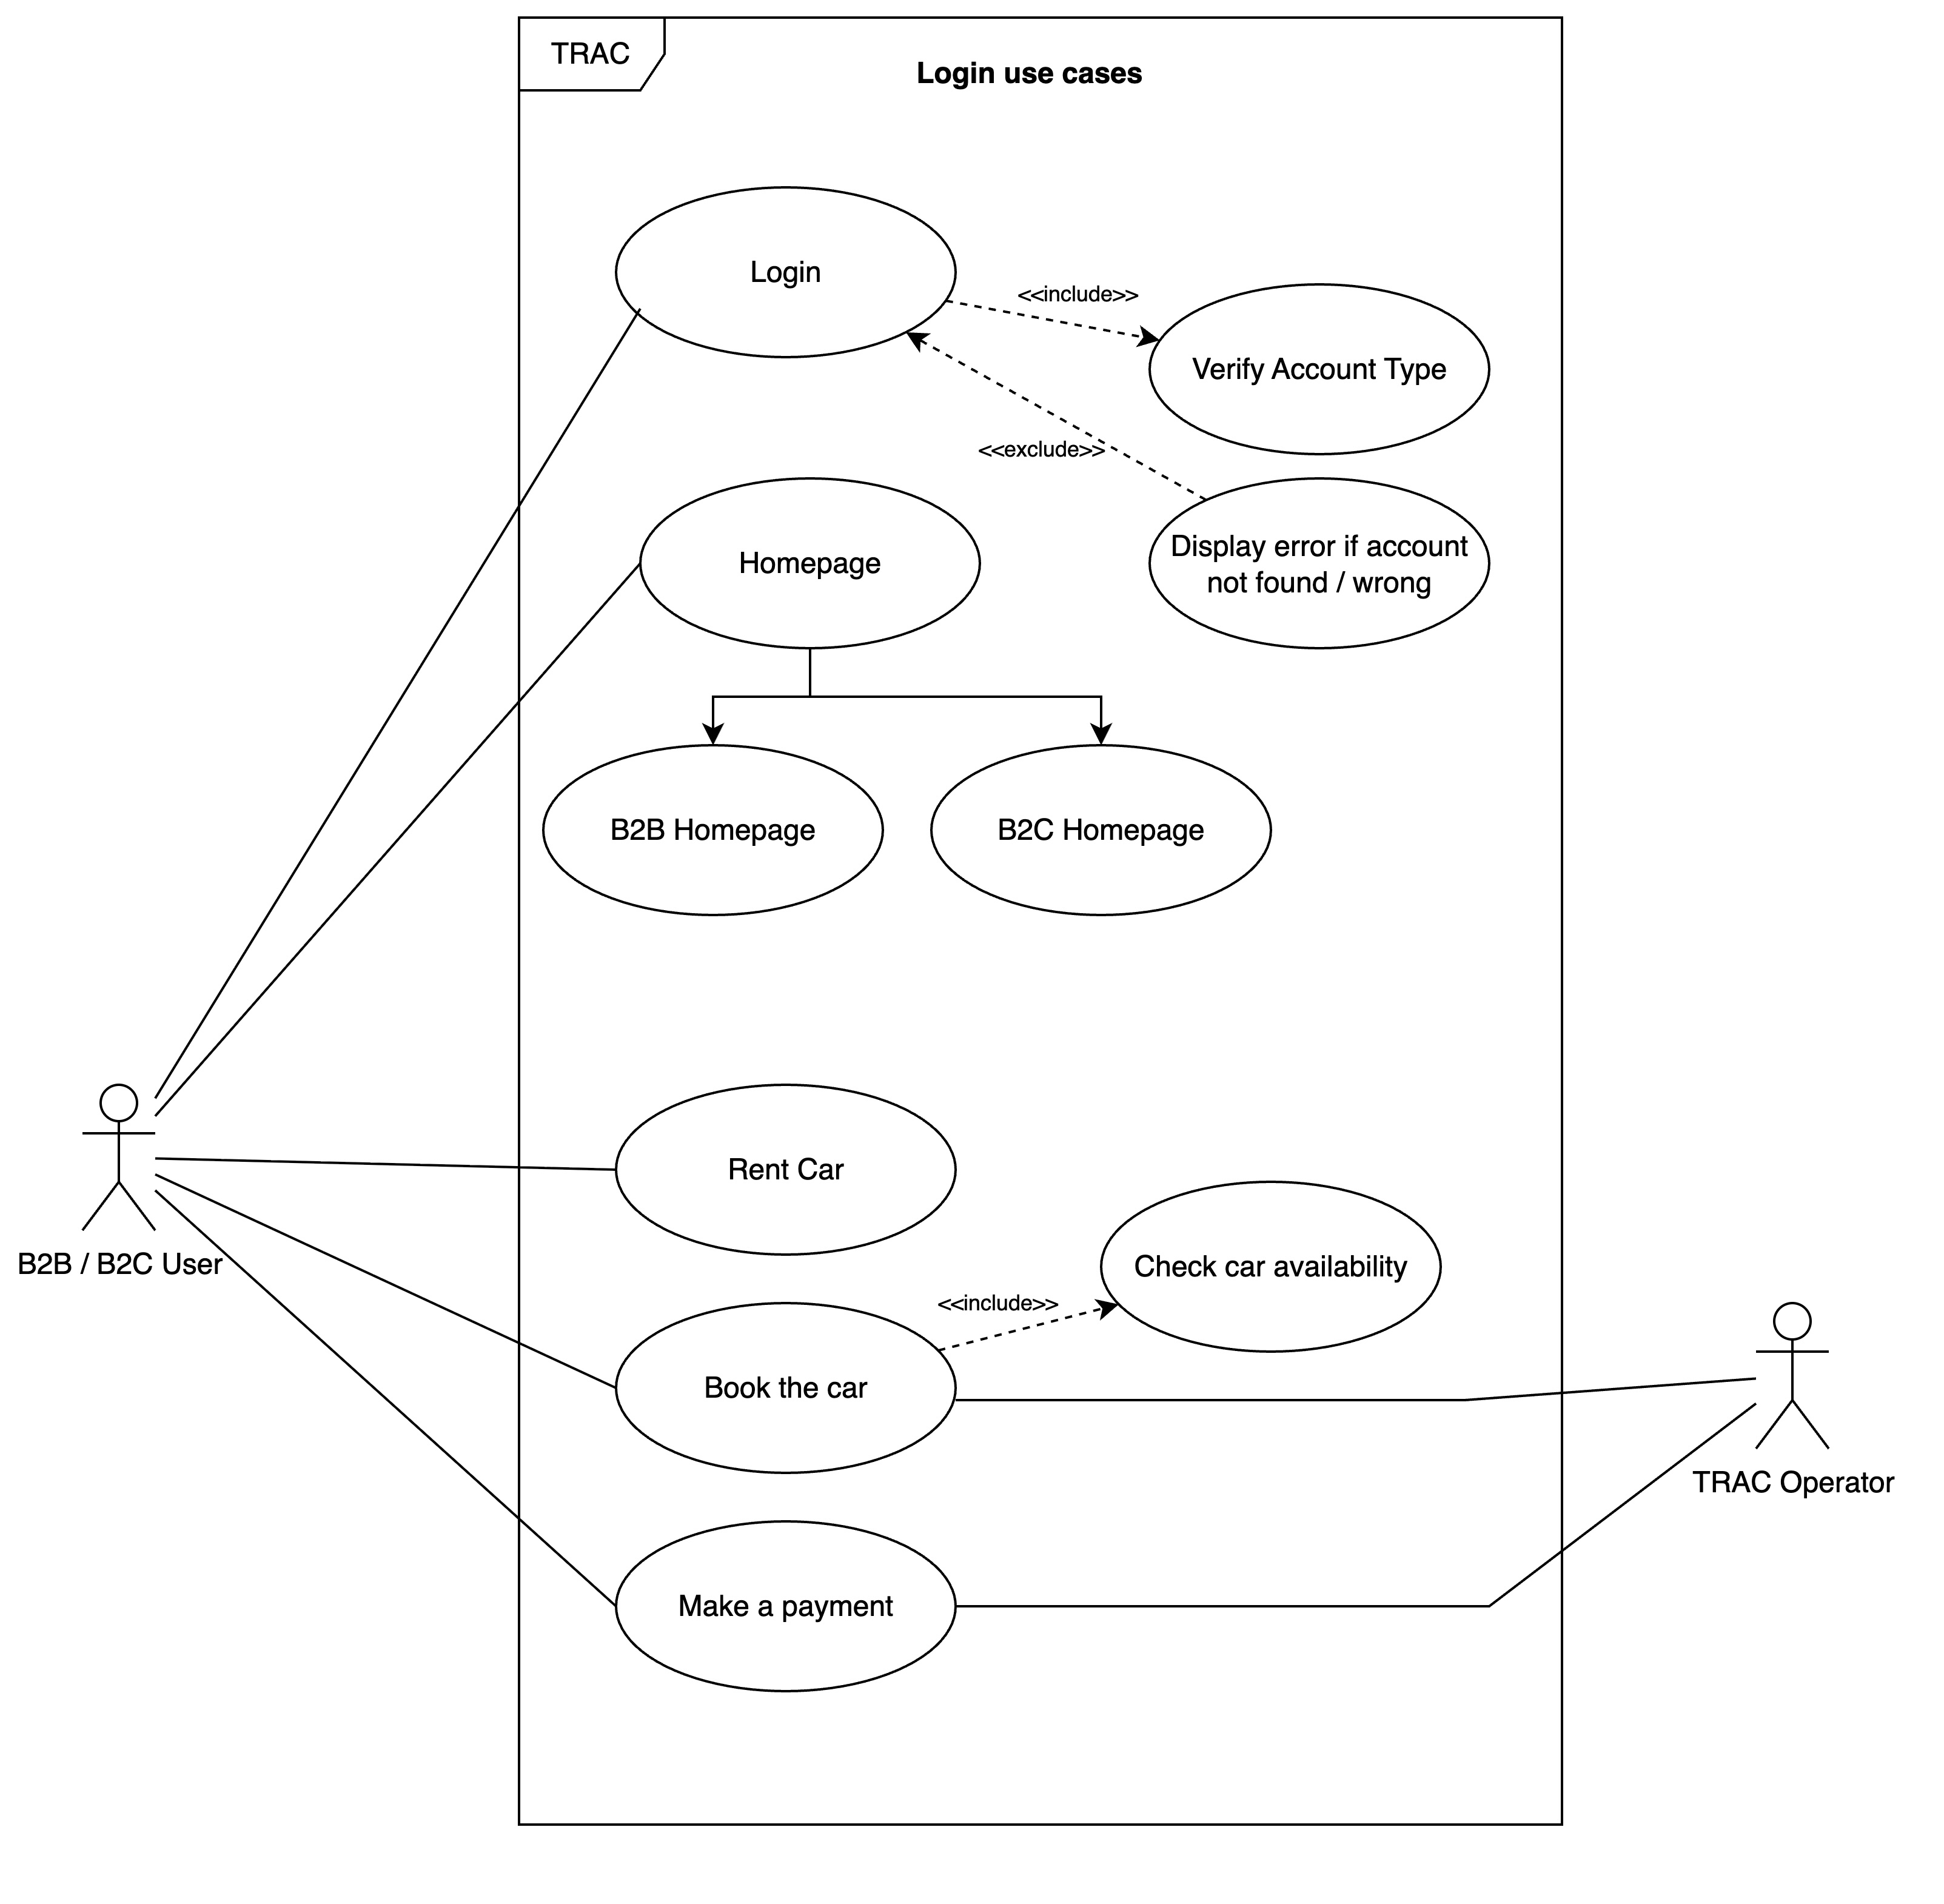 TRAC
Login use cases
Login
<<include>>
Verify Account Type
<<exclude>>
Homepage
Display error if account
not found / wrong
B2B Homepage
B2C Homepage
Rent Car
B2B / B2C User
Check car availability
<<include>>
Book the car
TRAC Operator
Make a payment